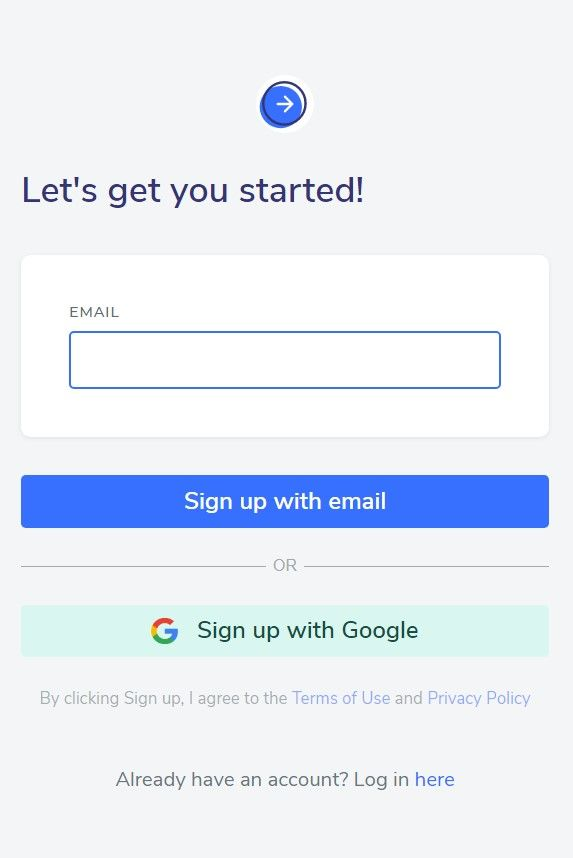 Let's get you started!
EMAIL
Sign up with email
OR
Sign up with Google
By clicking Sign up, I agree to the Terms of Use and Privacy Policy
Already have an account? Log in here